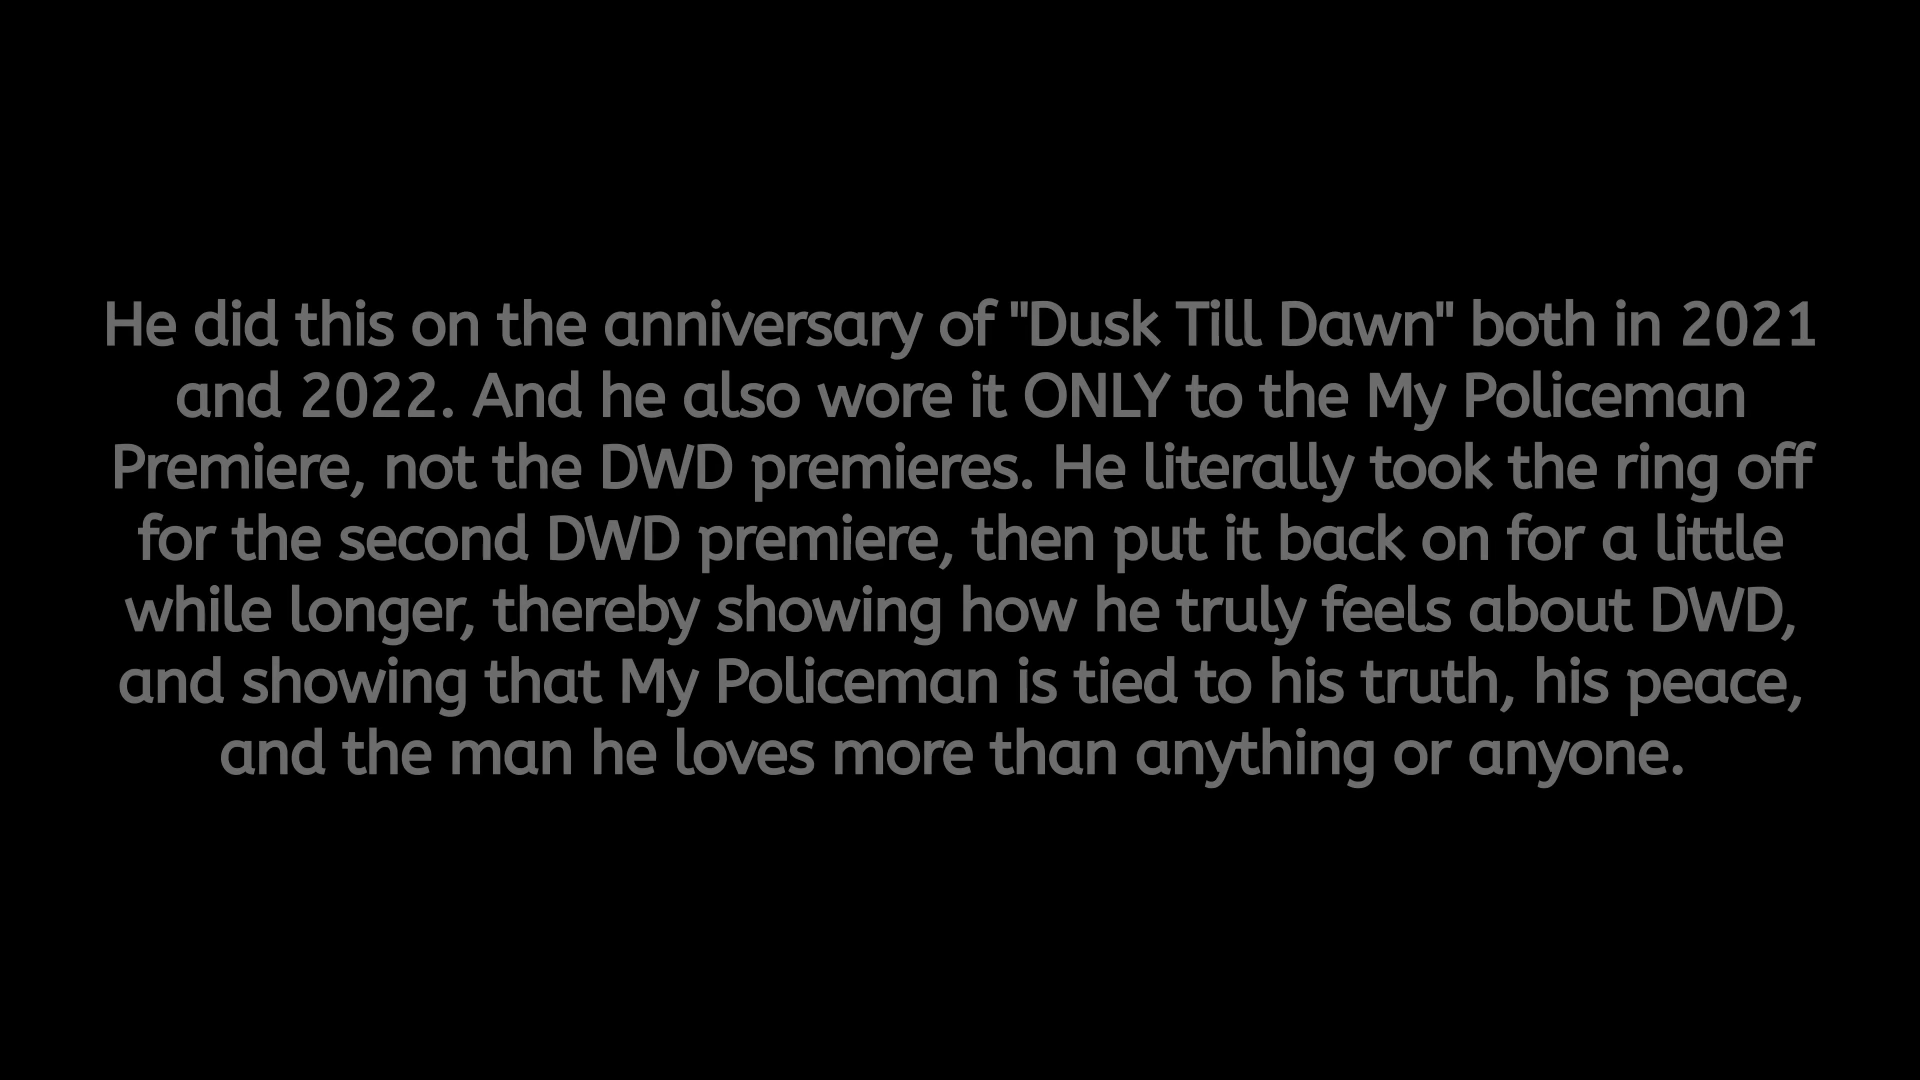 He did this on the anniversary of "Dusk Till Dawn" both in 2021
and 2022. And he also wore it ONLY to the My Policeman
Premiere, not the DWD premieres. He literally took the ring off
for the second DWD premiere, then put it back on for a little
while longer, thereby showing how he truly feels about DWD,
and showing that My Policeman is tied to his truth, his peace,
and the man he loves more than anything or anyone.